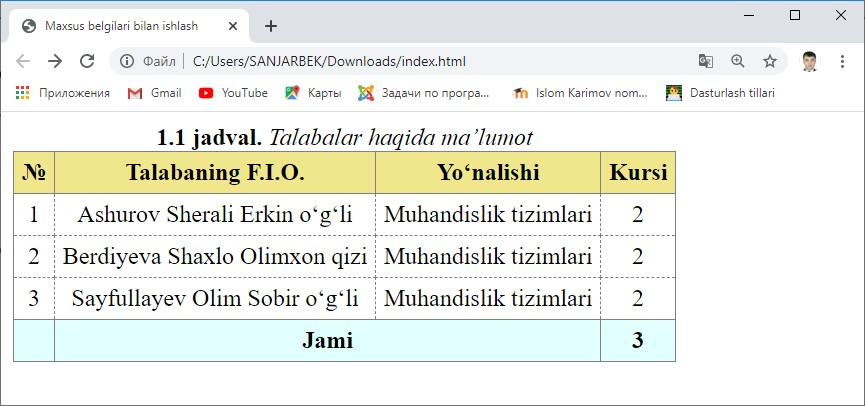 Maxsus belgilari bilan ishlash
Файл | C:/Users/SANJARBEK/Downloads/index.html
Приложения Gmail YouTube Карты Задачи по програ... Islom Karimov nom... Dasturlash tillari
1.1 jadval. Talabalar haqida ma’lumot
№ Talabaning F.I.O. Yo‘nalishi Kursi
1 Ashurov Sherali Erkin o‘g‘li Muhandislik tizimlari 2
2 Berdiyeva Shaxlo Olimxon qizi Muhandislik tizimlari 2
3 Sayfullayev Olim Sobir o‘g‘li Muhandislik tizimlari 2
Jami 3